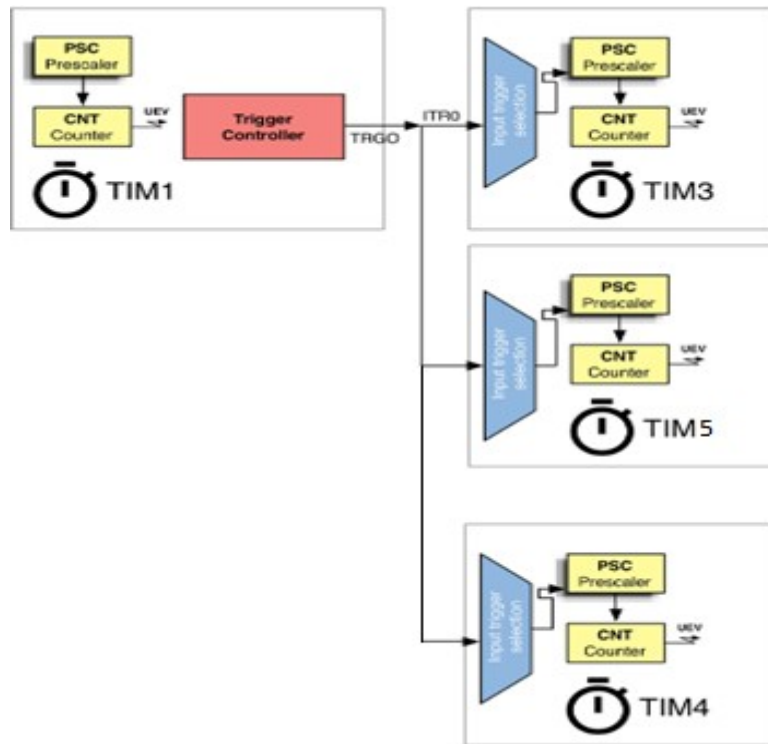 PSC
Prescaler
CNT
Counter
UEV
Trigger
Controller
TRGO
TIM1
ITR0
Input trigger
selection
PSC
Prescaler
CNT
Counter
UEV
TIM3
Input trigger
selection
PSC
Prescaler
CNT
Counter
UEV
TIM5
Input trigger
selection
PSC
Prescaler
CNT
Counter
UEV
TIM4